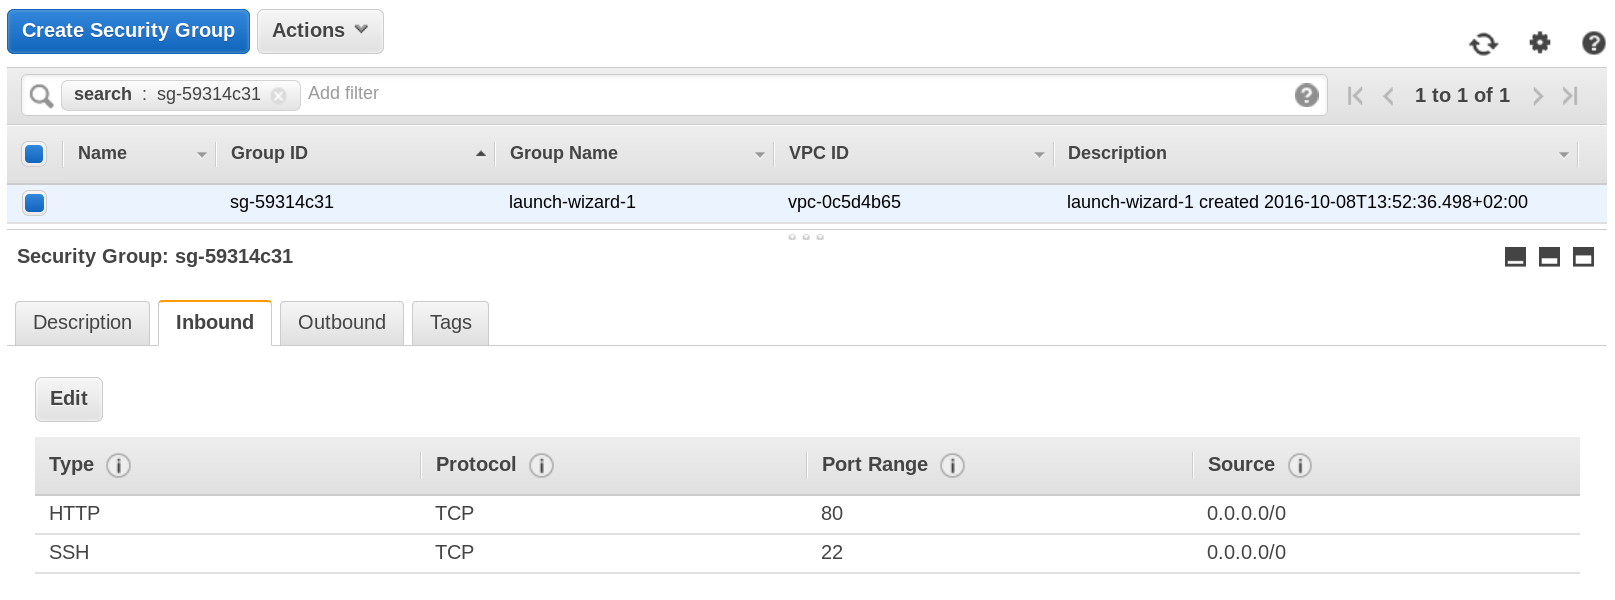 Create Security Group Actions
search : sg-59314c31 Add filter 1 to 1 of 1
Name Group ID Group Name VPC ID Description
sg-59314c31 launch-wizard-1 vpc-0c5d4b65 launch-wizard-1 created 2016-10-08T13:52:36.498+02:00
Security Group: sg-59314c31
Description Inbound Outbound Tags
Edit
Type Protocol Port Range Source
HTTP TCP 80 0.0.0.0/0
SSH TCP 22 0.0.0.0/0